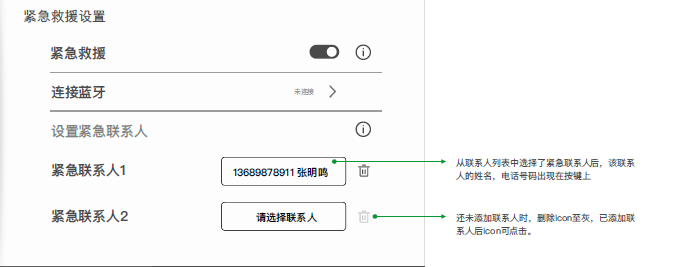 紧急救援设置
紧急救援
连接蓝牙
未连接
设置紧急联系人
紧急联系人1
13689878911 张明鸣
从联系人列表中选择了紧急联系人后，该联系
人的姓名，电话号码出现在按键上
紧急联系人2
请选择联系人
还未添加联系人时，删除icon至灰，已添加联
系人后icon可点击。